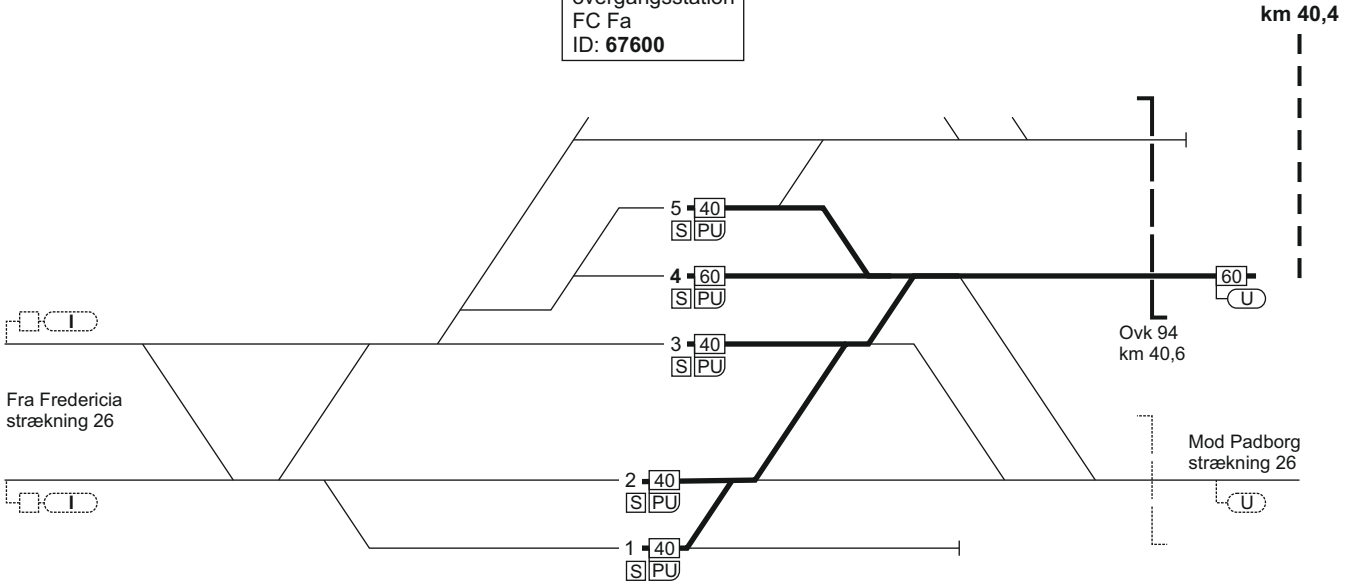 overgangsstation
FC Fa
ID: 67600
km 40,4
5 40
S PU
4 60
S PU
60
U
I
3 40
S PU
Ovk 94
km 40,6
Fra Fredericia
strækning 26
Mod Padborg
strækning 26
2 40
S PU
I
U
1 40
S PU